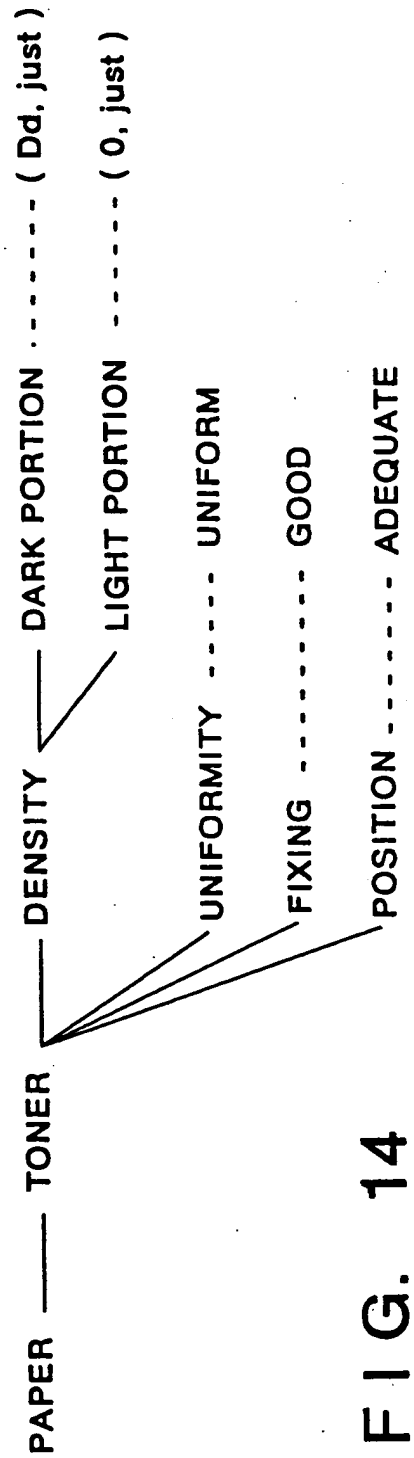 PAPER — TONER — DENSITY — DARK PORTION ------- ( Dd, just )
LIGHT PORTION ------ ( 0, just )
UNIFORMITY ----- UNIFORM
FIXING ---------- GOOD
POSITION ------- ADEQUATE
FIG. 14